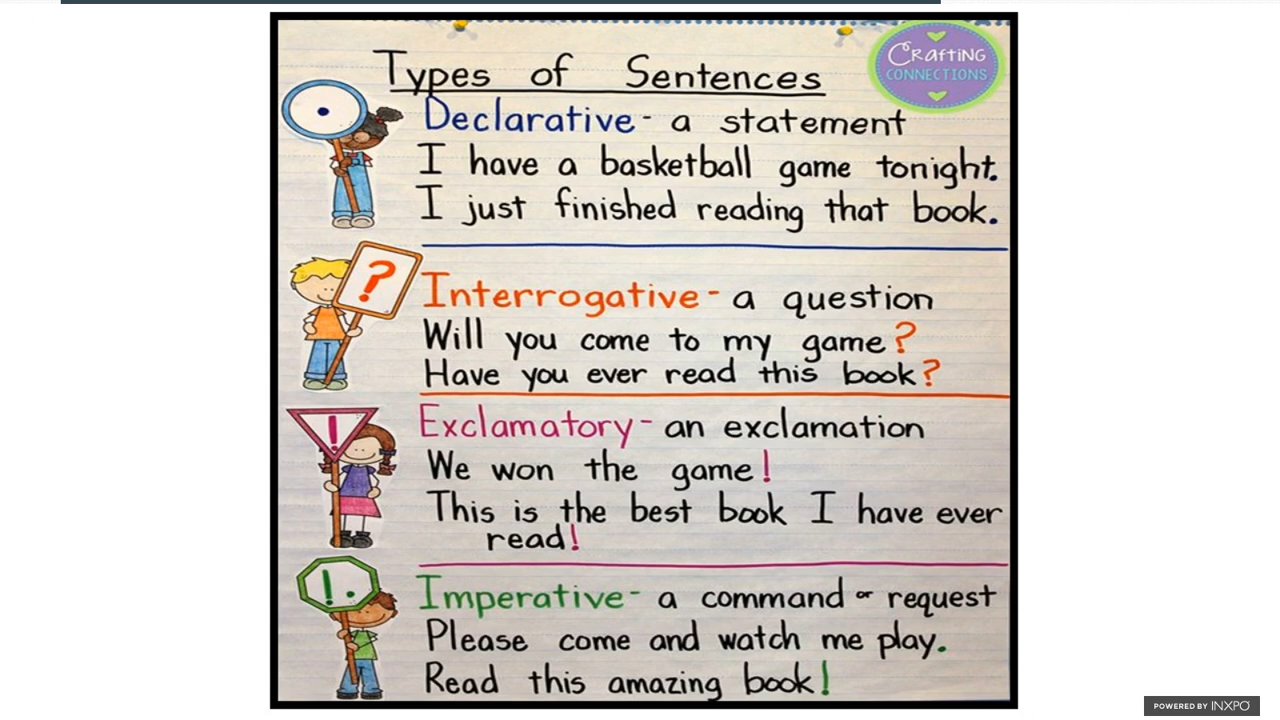 Crafting
CONNECTIONS
Types of Sentences
.
Declarative - a statement
I have a basketball game tonight.
I just finished reading that book.
?
Interrogative - a question
Will you come to my game?
Have you ever read this book?
!
Exclamatory - an exclamation
We won the game!
This is the best book I have ever
read!
! .
Imperative - a command or request
Please come and watch me play.
Read this amazing book!
POWERED BY INXPO